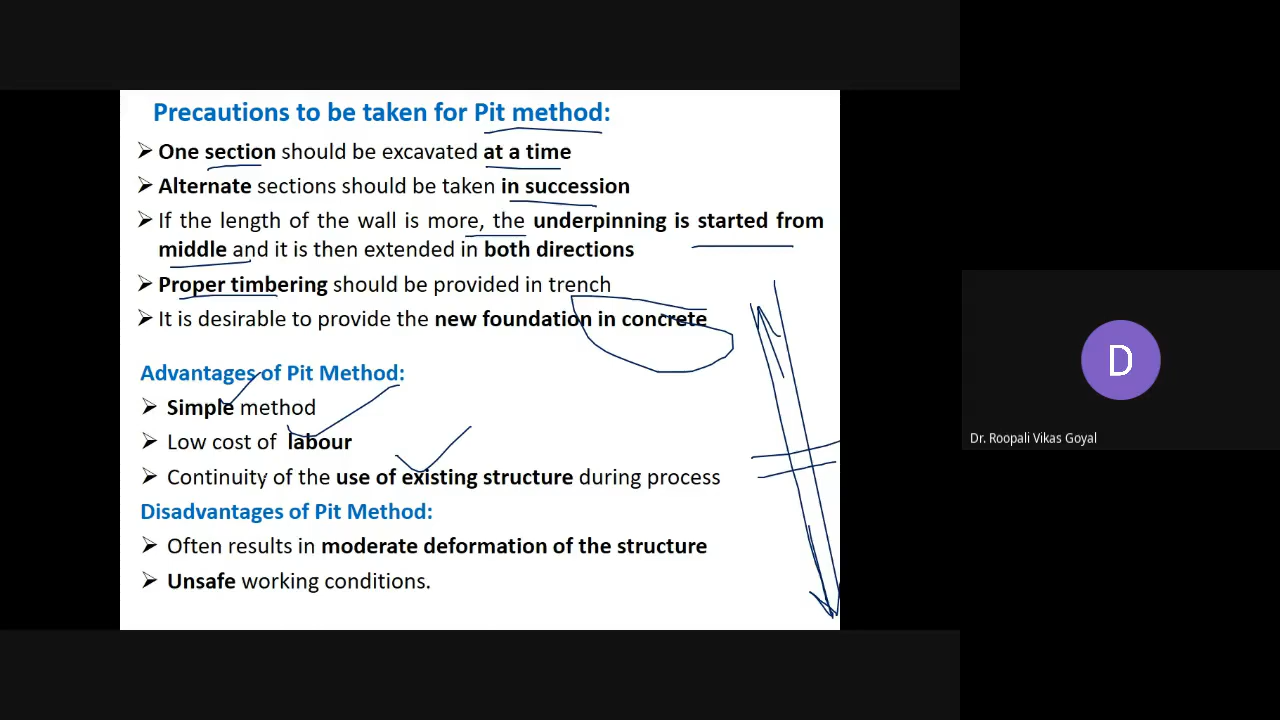 Precautions to be taken for Pit method:
➢ One section should be excavated at a time
➢ Alternate sections should be taken in succession
➢ If the length of the wall is more, the underpinning is started from
middle and it is then extended in both directions
➢ Proper timbering should be provided in trench
➢ It is desirable to provide the new foundation in concrete
Advantages of Pit Method:
➢ Simple method
➢ Low cost of labour
➢ Continuity of the use of existing structure during process
Disadvantages of Pit Method:
➢ Often results in moderate deformation of the structure
➢ Unsafe working conditions.
D
Dr. Roopali Vikas Goyal